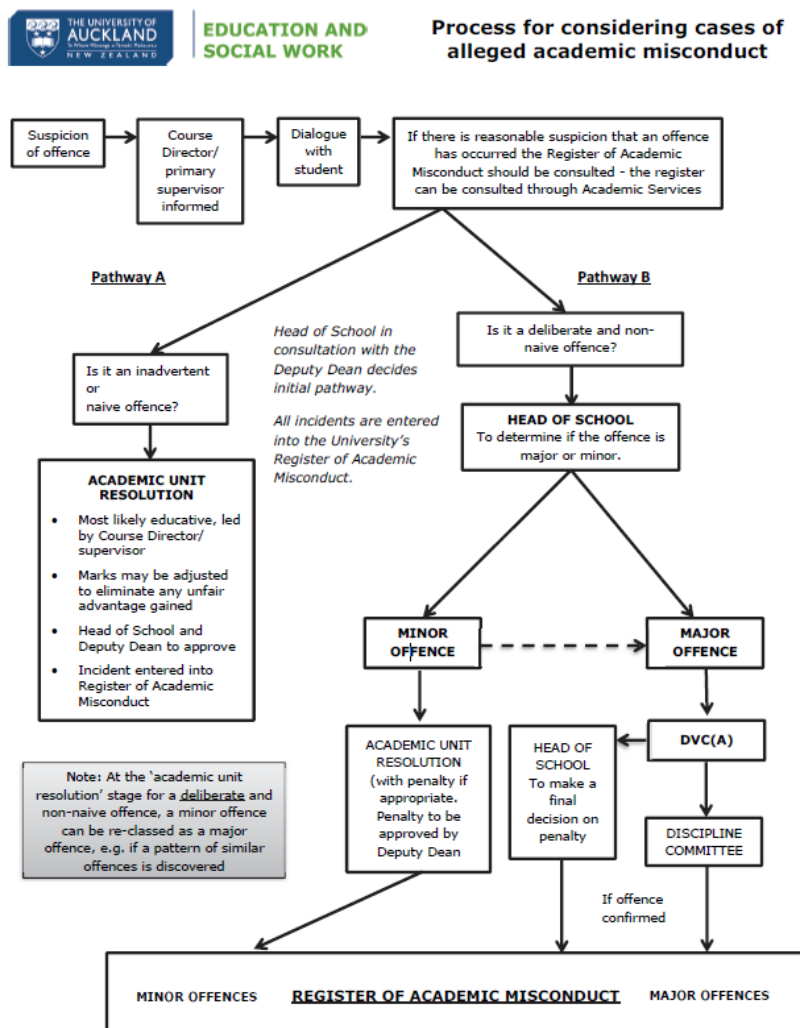 THE UNIVERSITY OF
AUCKLAND
Te Whare Wānanga o Tāmaki Makaurau
NEW ZEALAND
EDUCATION AND
SOCIAL WORK
Process for considering cases of
alleged academic misconduct
Suspicion
of offence
Course
Director/
primary
supervisor
informed
Dialogue
with
student
If there is reasonable suspicion that an offence
has occurred the Register of Academic
Misconduct should be consulted - the register
can be consulted through Academic Services
Pathway A
Pathway B
Is it an inadvertent
or
naive offence?
Head of School in
consultation with the
Deputy Dean decides
initial pathway.
All incidents are entered
into the University's
Register of Academic
Misconduct.
Is it a deliberate and non-
naive offence?
HEAD OF SCHOOL
To determine if the offence is
major or minor.
ACADEMIC UNIT
RESOLUTION
• Most likely educative, led
by Course Director/
supervisor
• Marks may be adjusted
to eliminate any unfair
advantage gained
• Head of School and
Deputy Dean to approve
• Incident entered into
Register of Academic
Misconduct
MINOR
OFFENCE
MAJOR
OFFENCE
ACADEMIC UNIT
RESOLUTION
(with penalty if
appropriate.
Penalty to be
approved by
Deputy Dean
HEAD OF
SCHOOL
To make a
final
decision on
penalty
DVC(A)
DISCIPLINE
COMMITTEE
Note: At the 'academic unit
resolution' stage for a deliberate and
non-naive offence, a minor offence
can be re-classed as a major
offence, e.g. if a pattern of similar
offences is discovered
If offence
confirmed
MINOR OFFENCES REGISTER OF ACADEMIC MISCONDUCT MAJOR OFFENCES